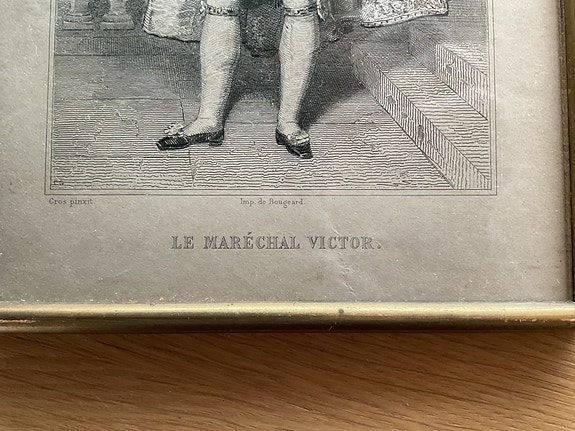 Gros pinxit.
Imp. de Bougeard.
LE MARÉCHAL VICTOR.